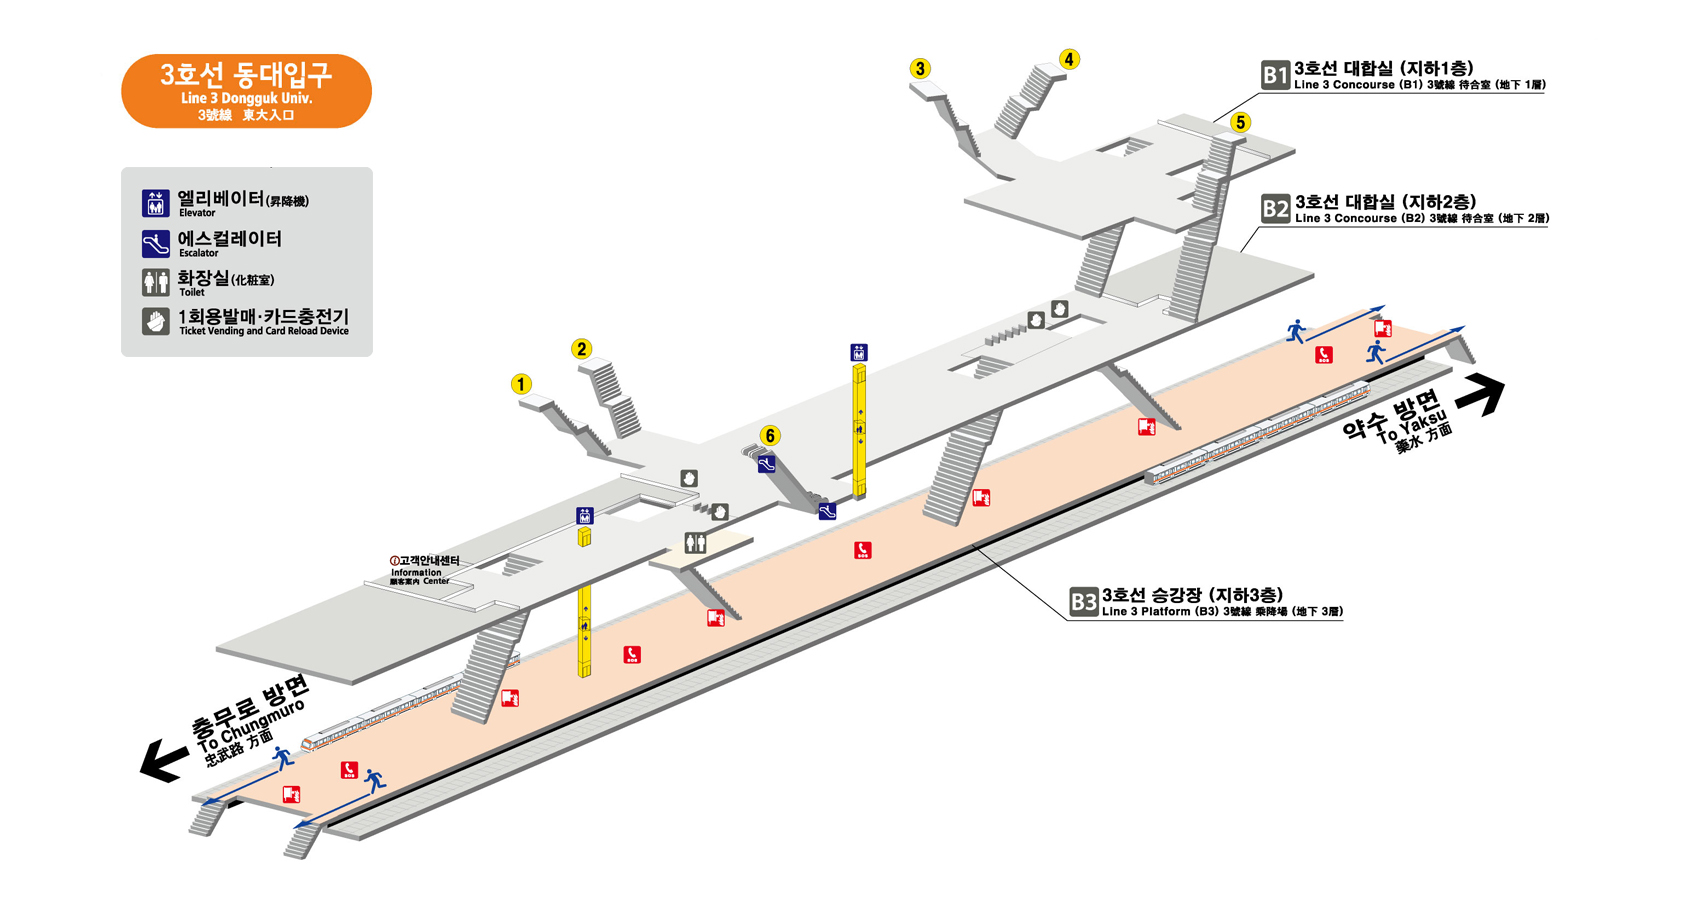 3호선 동대입구
Line 3 Dongguk Univ.
3號線 東大入口
엘리베이터(昇降機)
Elevator
에스컬레이터
Escalator
화장실(化粧室)
Toilet
1회용발매·카드충전기
Ticket Vending and Card Reload Device
3
4
5
B1 3호선 대합실 (지하1층)
Line 3 Concourse (B1) 3號線 待合室 (地下 1層)
B2 3호선 대합실 (지하2층)
Line 3 Concourse (B2) 3號線 待合室 (地下 2層)
2
1
6
약수 방면
To Yaksu
藥水 方面
i고객안내센터
Information
顧客案內 Center
B3 3호선 승강장 (지하3층)
Line 3 Platform (B3) 3號線 乘降場 (地下 3層)
충무로 방면
To Chungmuro
忠武路 方面
SOS
SOS
SOS
SOS